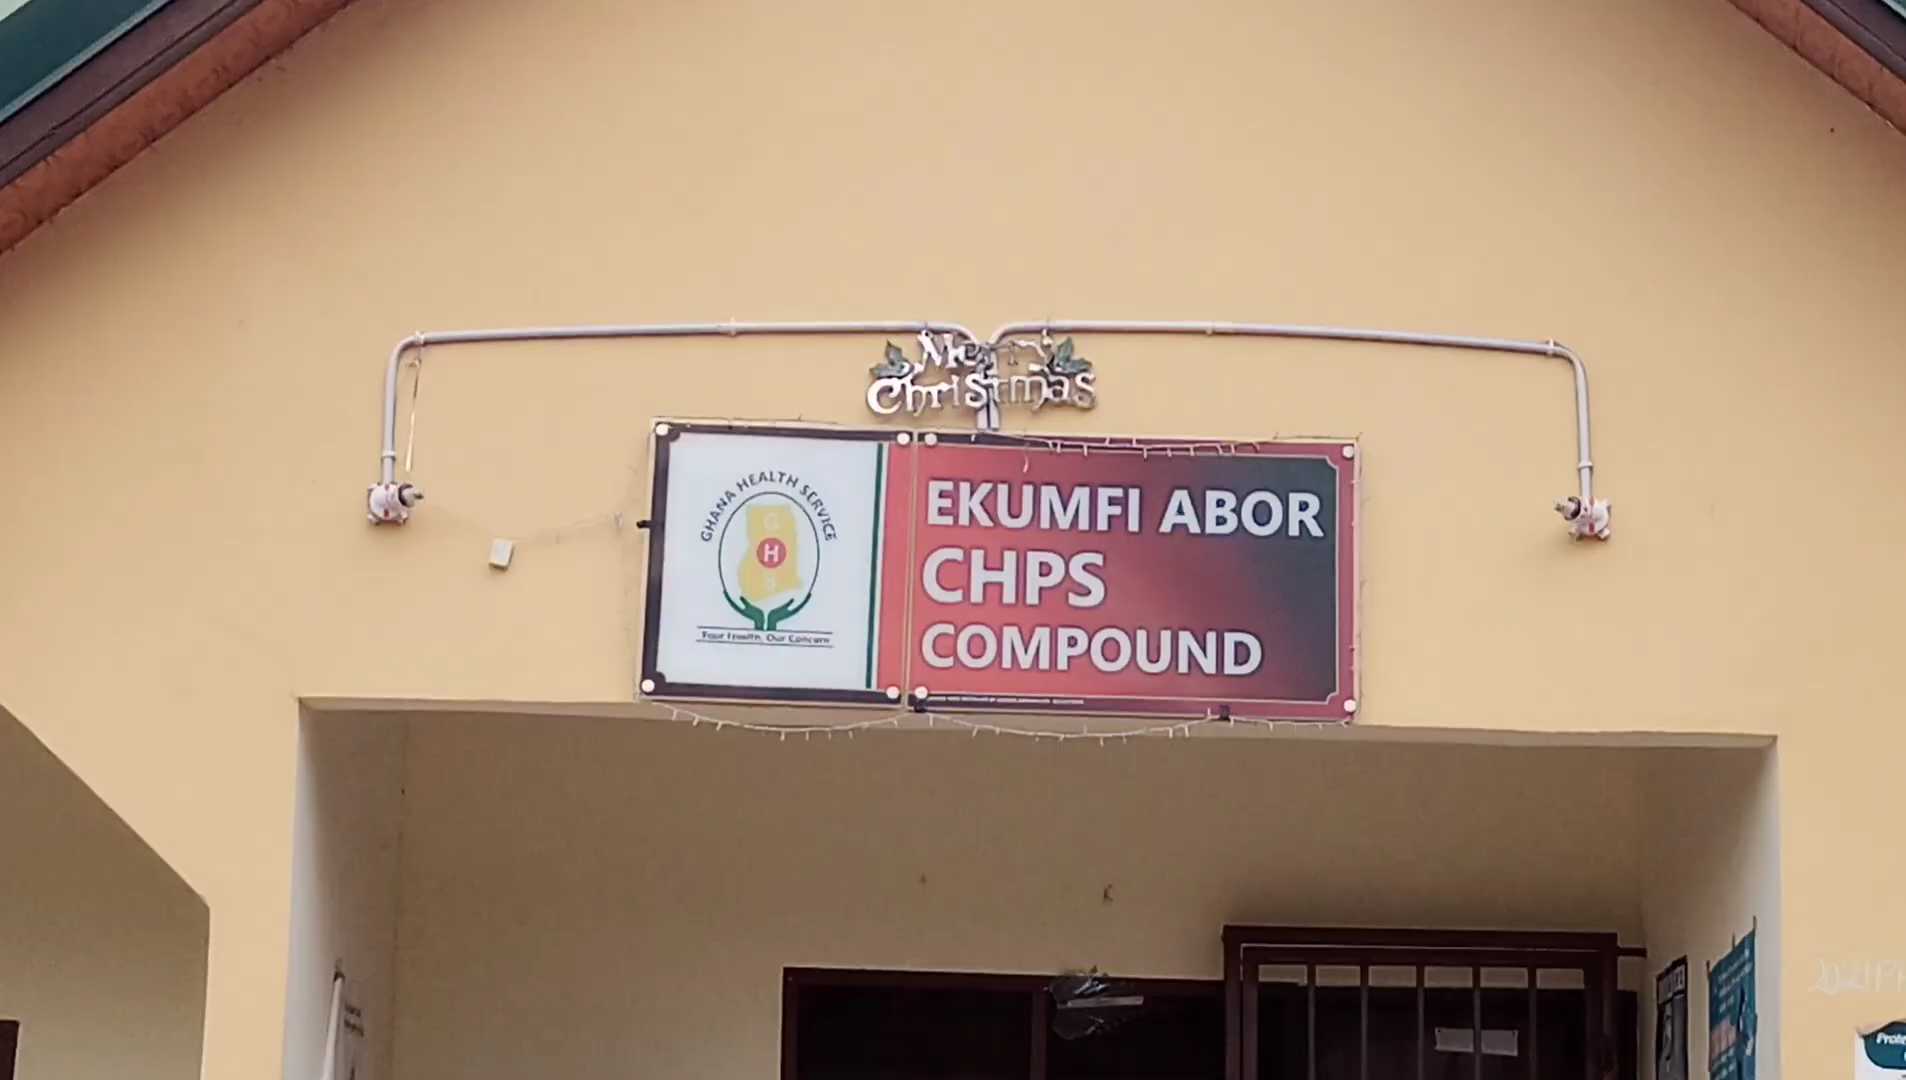 Merry
Christmas
GHANA HEALTH SERVICE
G
H
S
Your Health, Our Concern
EKUMFI ABOR
CHPS
COMPOUND